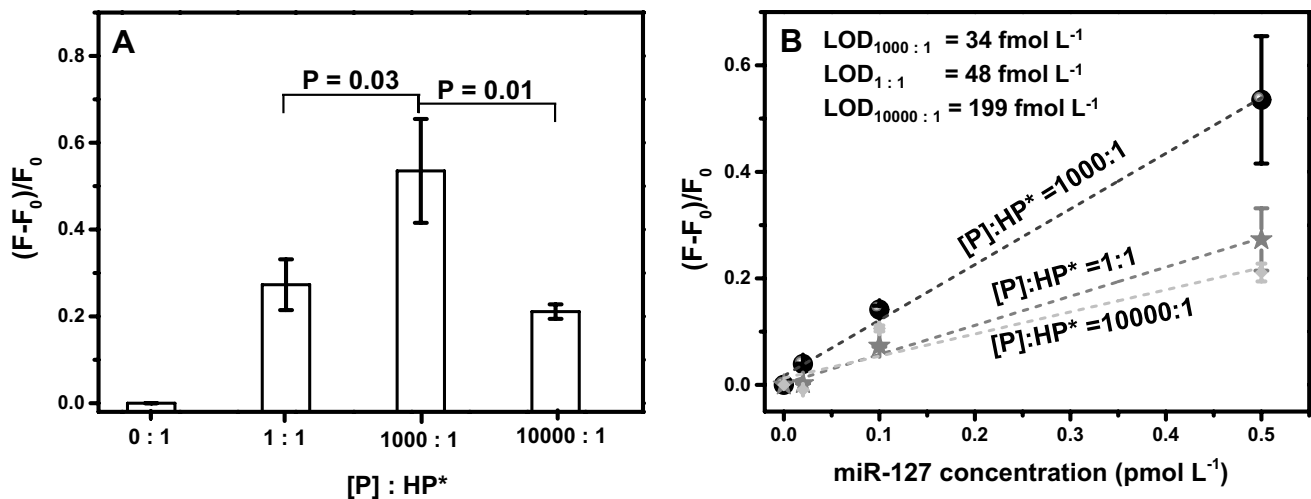 A
P = 0.03
P = 0.01
(F-F₀)/F₀
0.8
0.6
0.4
0.2
0.0
0 : 1
1 : 1
1000 : 1
10000 : 1
[P] : HP*
B
LOD₁₀₀₀ : ₁ = 34 fmol L⁻¹
LOD₁ : ₁ = 48 fmol L⁻¹
LOD₁₀₀₀₀ : ₁ = 199 fmol L⁻¹
[P]:HP* =1000:1
[P]:HP* =1:1
[P]:HP* =10000:1
(F-F₀)/F₀
0.6
0.4
0.2
0.0
0.0
0.1
0.2
0.3
0.4
0.5
miR-127 concentration (pmol L⁻¹)